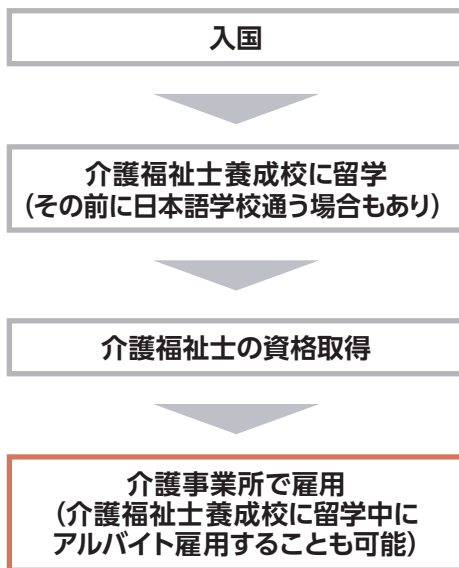 入国
介護福祉士養成校に留学
（その前に日本語学校通う場合もあり）
介護福祉士の資格取得
介護事業所で雇用
（介護福祉士養成校に留学中に
アルバイト雇用することも可能）